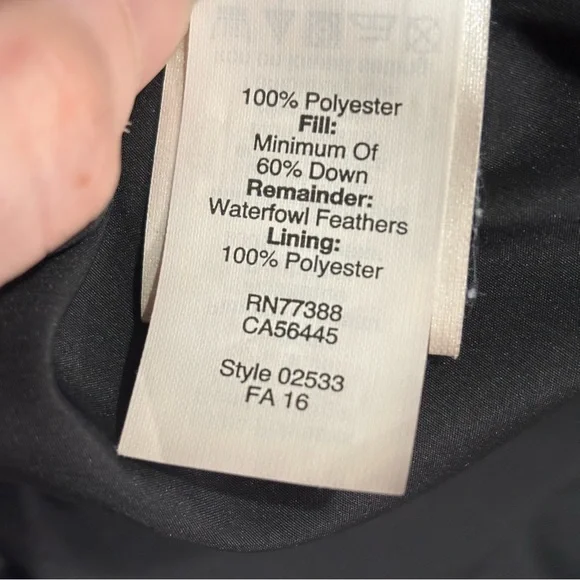 100% Polyester
Fill:
Minimum Of
60% Down
Remainder:
Waterfowl Feathers
Lining:
100% Polyester
RN77388
CA56445
Style 02533
FA 16